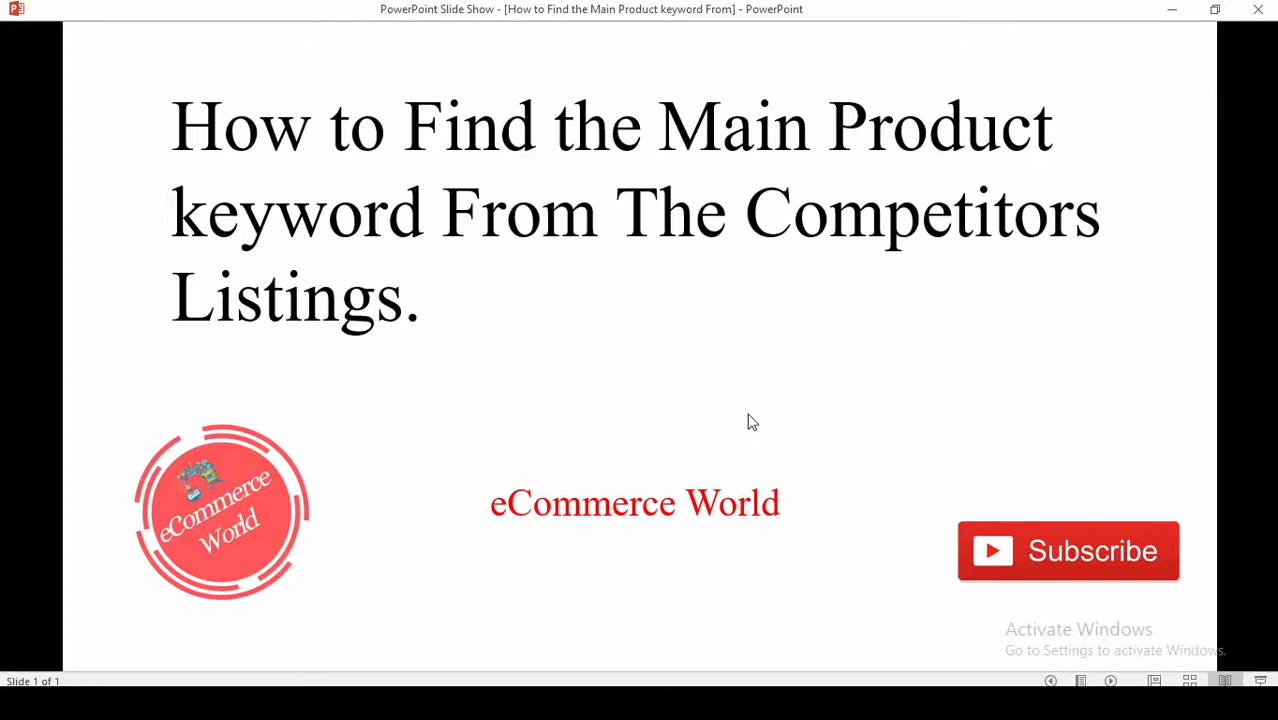 PowerPoint Slide Show - [How to Find the Main Product keyword From] - PowerPoint
How to Find the Main Product
keyword From The Competitors
Listings.
eCommerce
World
eCommerce World
Subscribe
Activate Windows
Go to Settings to activate Windows.
Slide 1 of 1